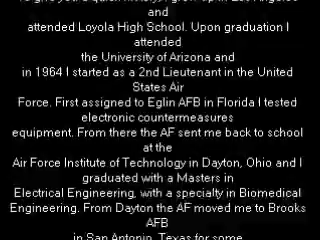 and
attended Loyola High School. Upon graduation I
attended
the University of Arizona and
in 1964 I started as a 2nd Lieutenant in the United
States Air
Force. First assigned to Eglin AFB in Florida I tested
electronic countermeasures
equipment. From there the AF sent me back to school
at the
Air Force Institute of Technology in Dayton, Ohio and I
graduated with a Masters in
Electrical Engineering, with a specialty in Biomedical
Engineering. From Dayton the AF moved me to Brooks
AFB
in San Antonio, Texas for some